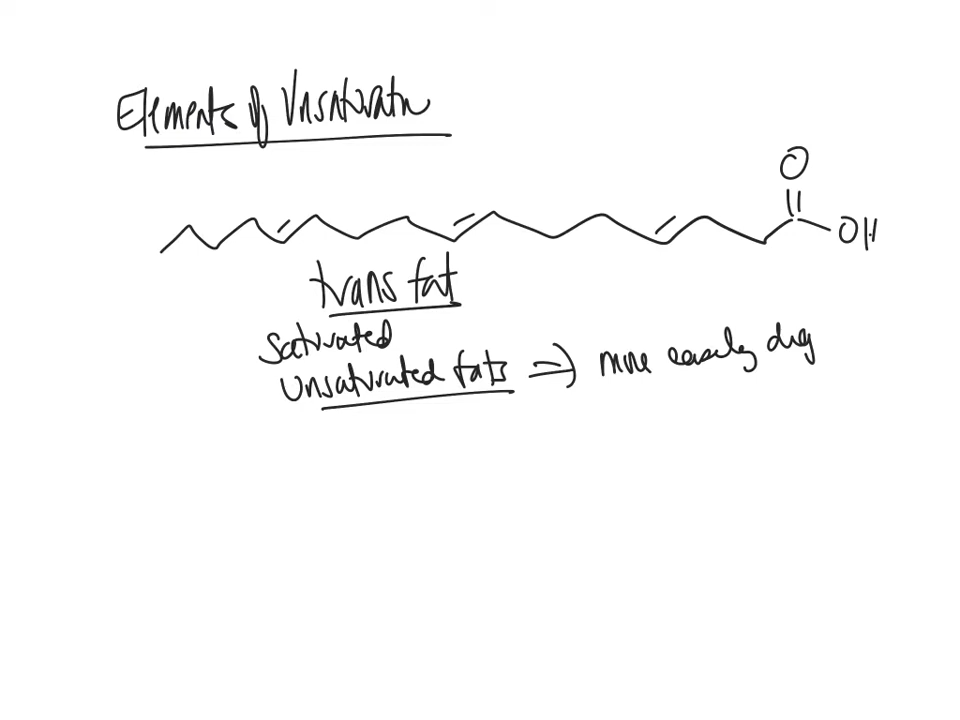 Elements of Unsaturatn
O
OH
trans fat
saturated
unsaturated fats => more easily dig